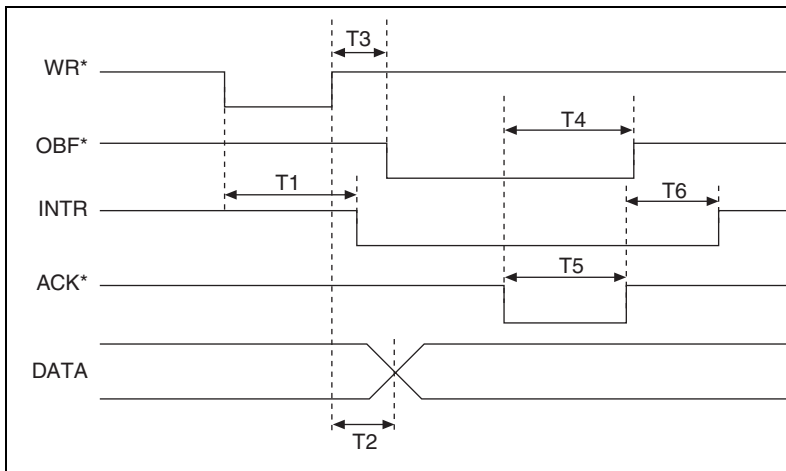 T3
WR*
T4
OBF*
T1
T6
INTR
T5
ACK*
DATA
T2